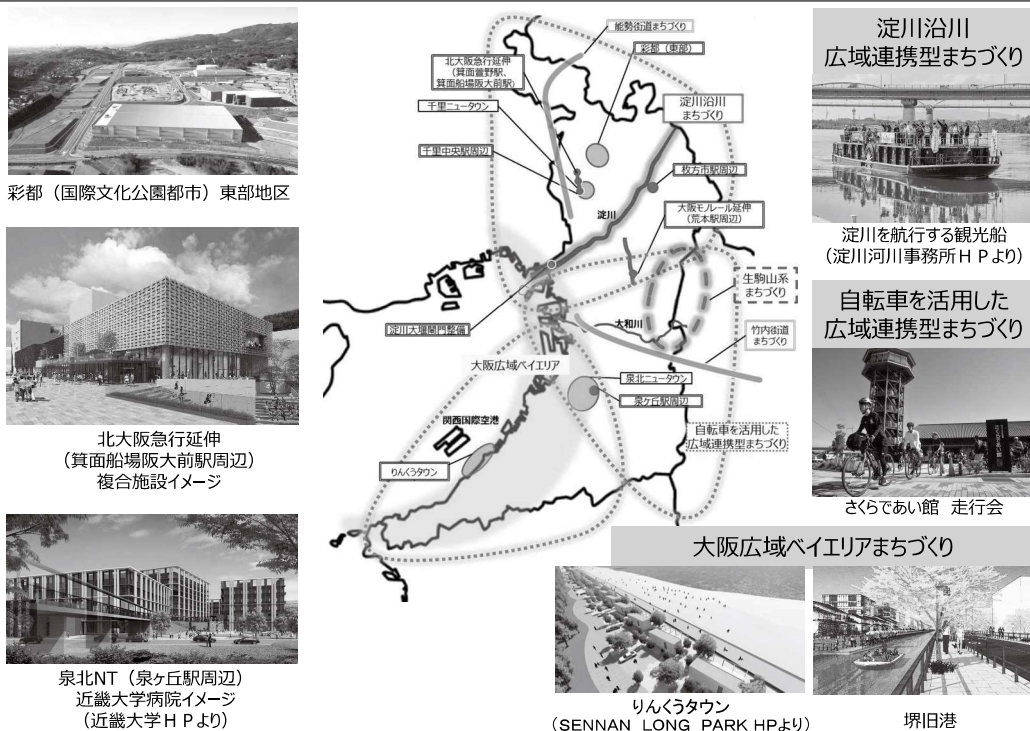 彩都（国際文化公園都市）東部地区
北大阪急行延伸
（箕面船場阪大前駅周辺）
複合施設イメージ
泉北NT（泉ヶ丘駅周辺）
近畿大学病院イメージ
（近畿大学ＨＰより）
能勢街道まちづくり
彩都（東部）
北大阪急行延伸
（箕面萱野駅、
箕面船場阪大前駅）
千里ニュータウン
千里中央駅周辺
淀川沿川
まちづくり
枚方市駅周辺
淀川
大阪モノレール延伸
（荒本駅周辺）
生駒山系
まちづくり
淀川大堰閘門整備
大和川
竹内街道
まちづくり
大阪広域ベイエリア
泉北ニュータウン
泉ケ丘駅周辺
関西国際空港
自転車を活用した
広域連携型まちづくり
りんくうタウン
淀川沿川
広域連携型まちづくり
淀川を航行する観光船
（淀川河川事務所ＨＰより）
自転車を活用した
広域連携型まちづくり
さくらであい館 走行会
大阪広域ベイエリアまちづくり
りんくうタウン
（SENNAN LONG PARK HPより）
堺旧港